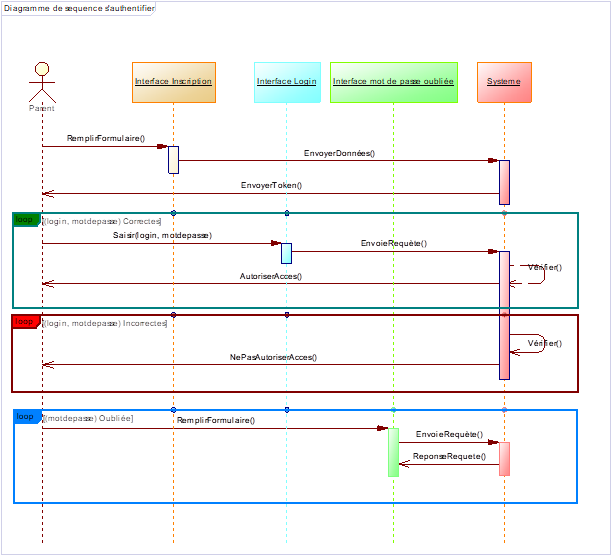 Diagramme de sequence s'authentifier
Interface Inscription
Interface Login
Interface mot de passe oubliée
Systeme
Parent
RemplirFormulaire()
EnvoyerDonnées()
EnvoyerToken()
loop
[(login, motdepasse) Correctes]
Saisir(login, motdepasse)
EnvoieRequête()
Vérifier()
AutoriserAcces()
loop
[(login, motdepasse) Incorrectes]
Vérifier()
NePasAutoriserAcces()
loop
[(motdepasse) Oubliée]
RemplirFormulaire()
EnvoieRequête()
ReponseRequete()